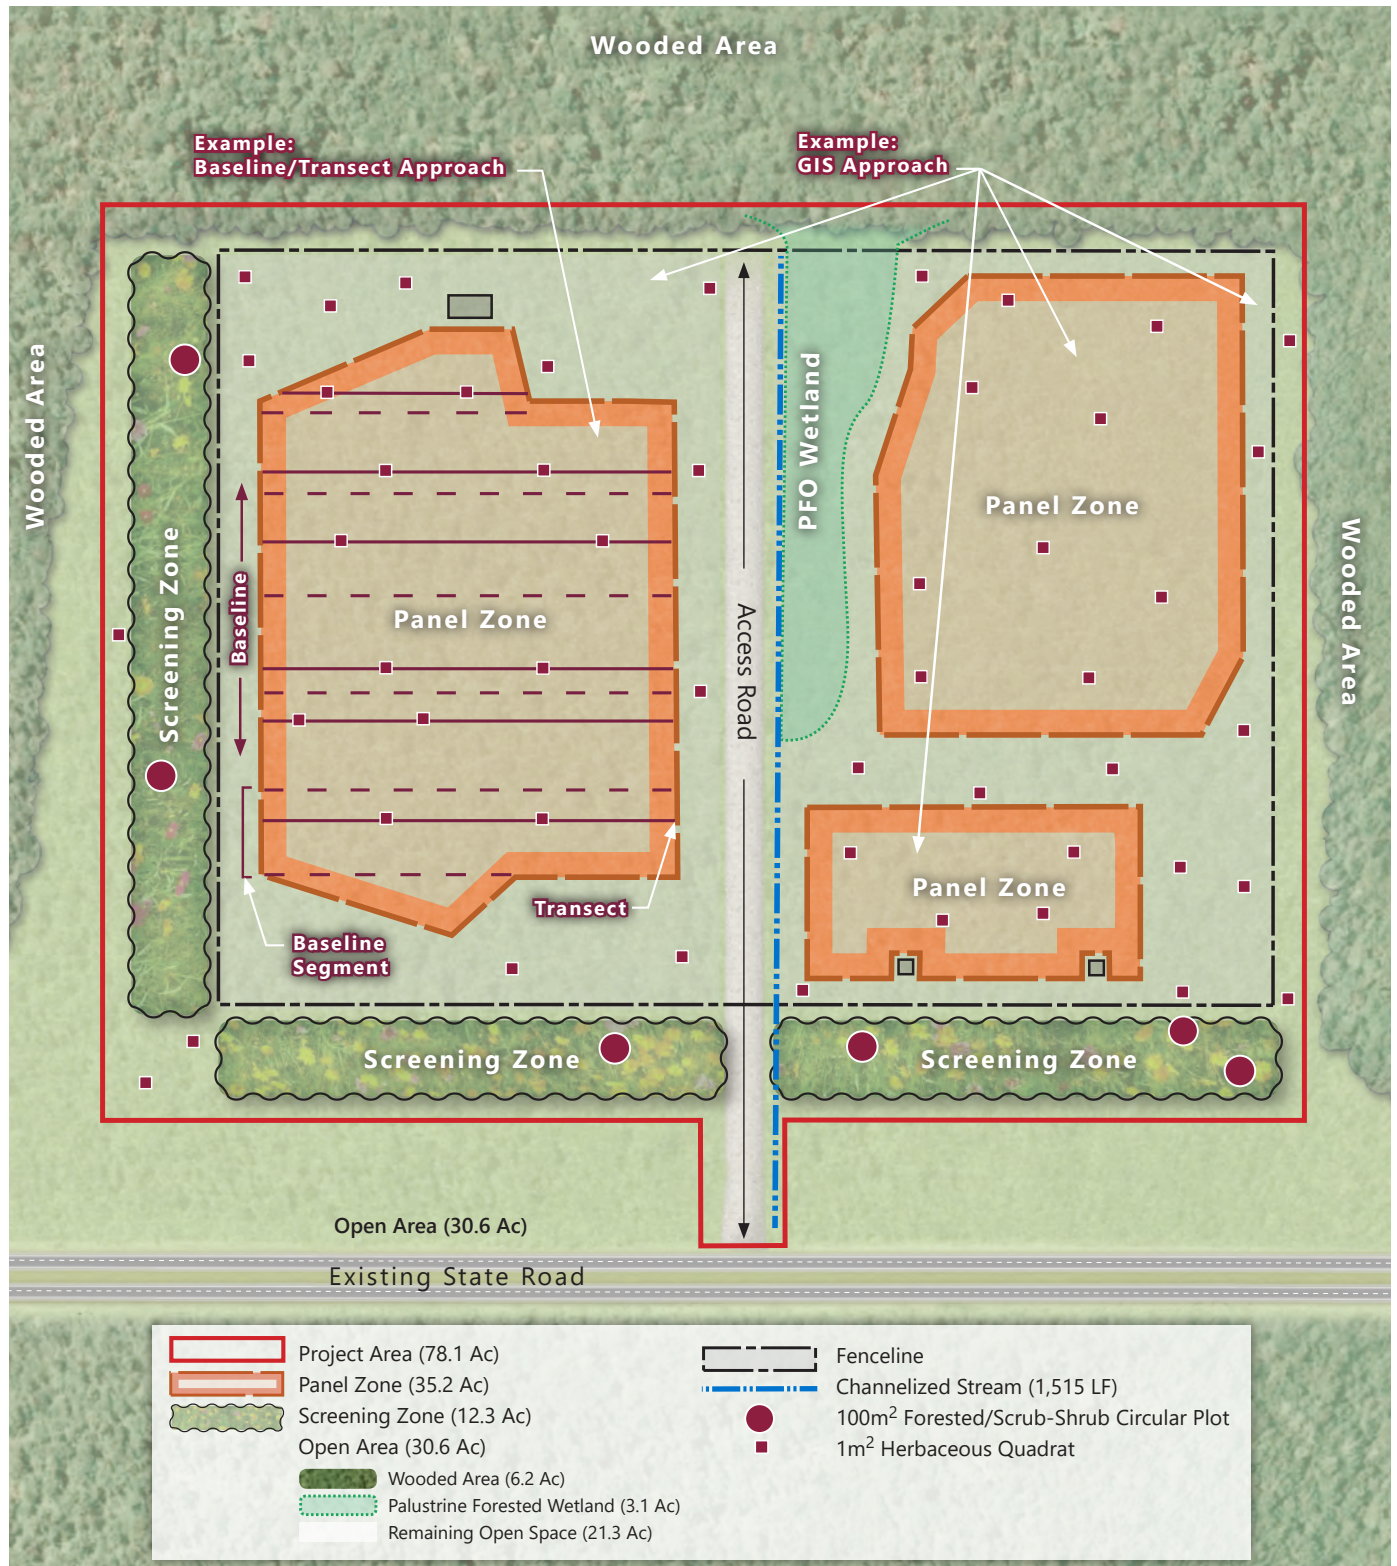 Wooded Area
Example:
Baseline/Transect Approach
Example:
GIS Approach
Wooded Area
Screening Zone
Baseline
Panel Zone
Access Road
PFO Wetland
Panel Zone
Wooded Area
Panel Zone
Transect
Baseline
Segment
Screening Zone
Screening Zone
Open Area (30.6 Ac)
Existing State Road
Project Area (78.1 Ac)
Panel Zone (35.2 Ac)
Screening Zone (12.3 Ac)
Open Area (30.6 Ac)
Wooded Area (6.2 Ac)
Palustrine Forested Wetland (3.1 Ac)
Remaining Open Space (21.3 Ac)
Fenceline
Channelized Stream (1,515 LF)
100m² Forested/Scrub-Shrub Circular Plot
1m² Herbaceous Quadrat